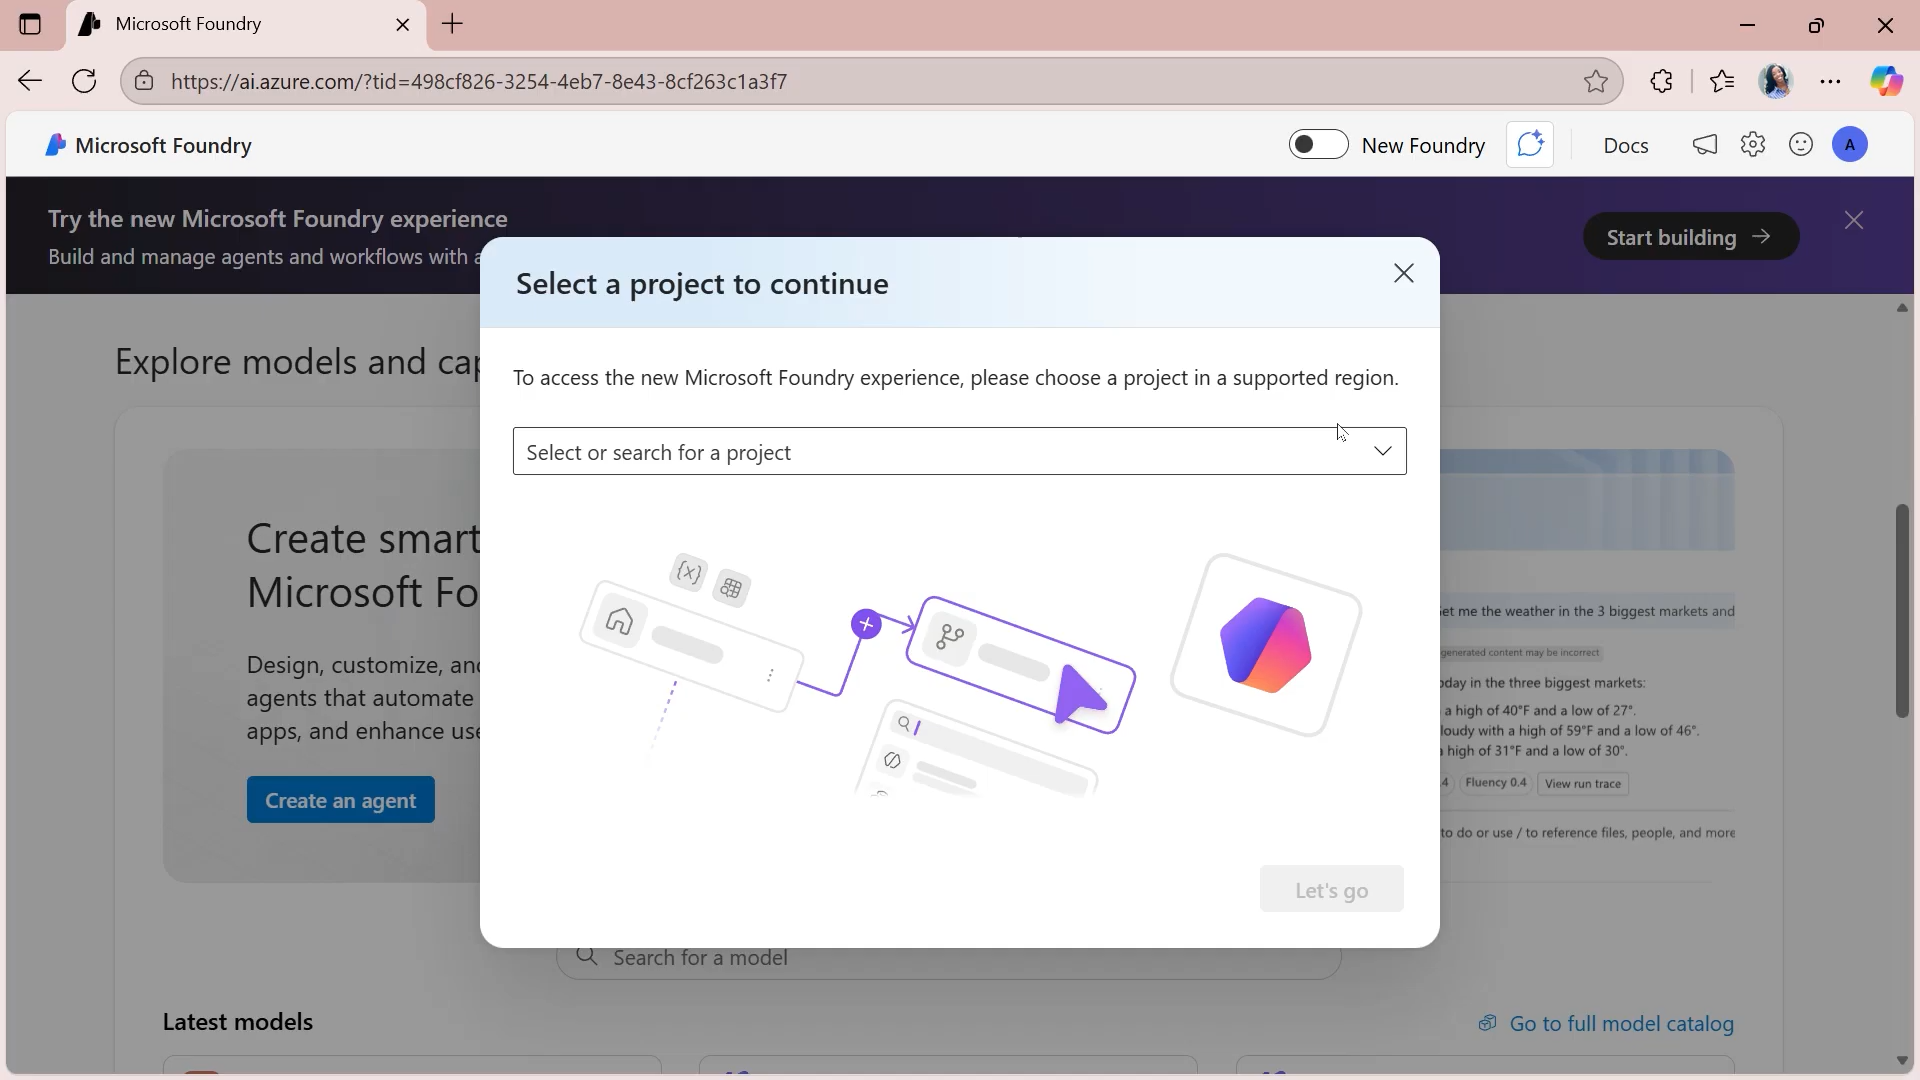 Microsoft Foundry
https://ai.azure.com/?tid=498cf826-3254-4eb7-8e43-8cf263c1a3f7
Microsoft Foundry
New Foundry
Docs
A
Try the new Microsoft Foundry experience
Build and manage agents and workflows with
Start building
Select a project to continue
Explore models and
To access the new Microsoft Foundry experience, please choose a project in a supported region.
Select or search for a project
Create smart
Microsoft Fo
Design, customize,
agents that automate
apps, and enhance
Create an agent
{x}
et me the weather in the 3 biggest markets and
generated content may be incorrect
day in the three biggest markets:
a high of 40°F and a low of 27°.
loudy with a high of 59°F and a low of 46°.
high of 31°F and a low of 30°.
Fluency 0.4
View run trace
to do or use / to reference files, people, and more
Let's go
Search for a model
Latest models
Go to full model catalog